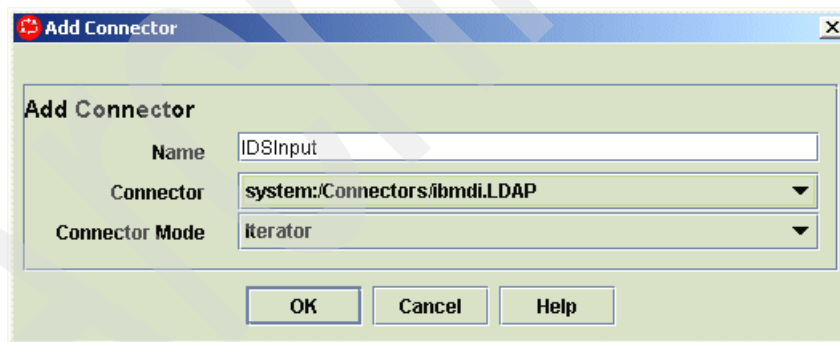 Add Connector
Add Connector
Name IDSInput
Connector system:/Connectors/ibmdi.LDAP
Connector Mode Iterator
OK Cancel Help